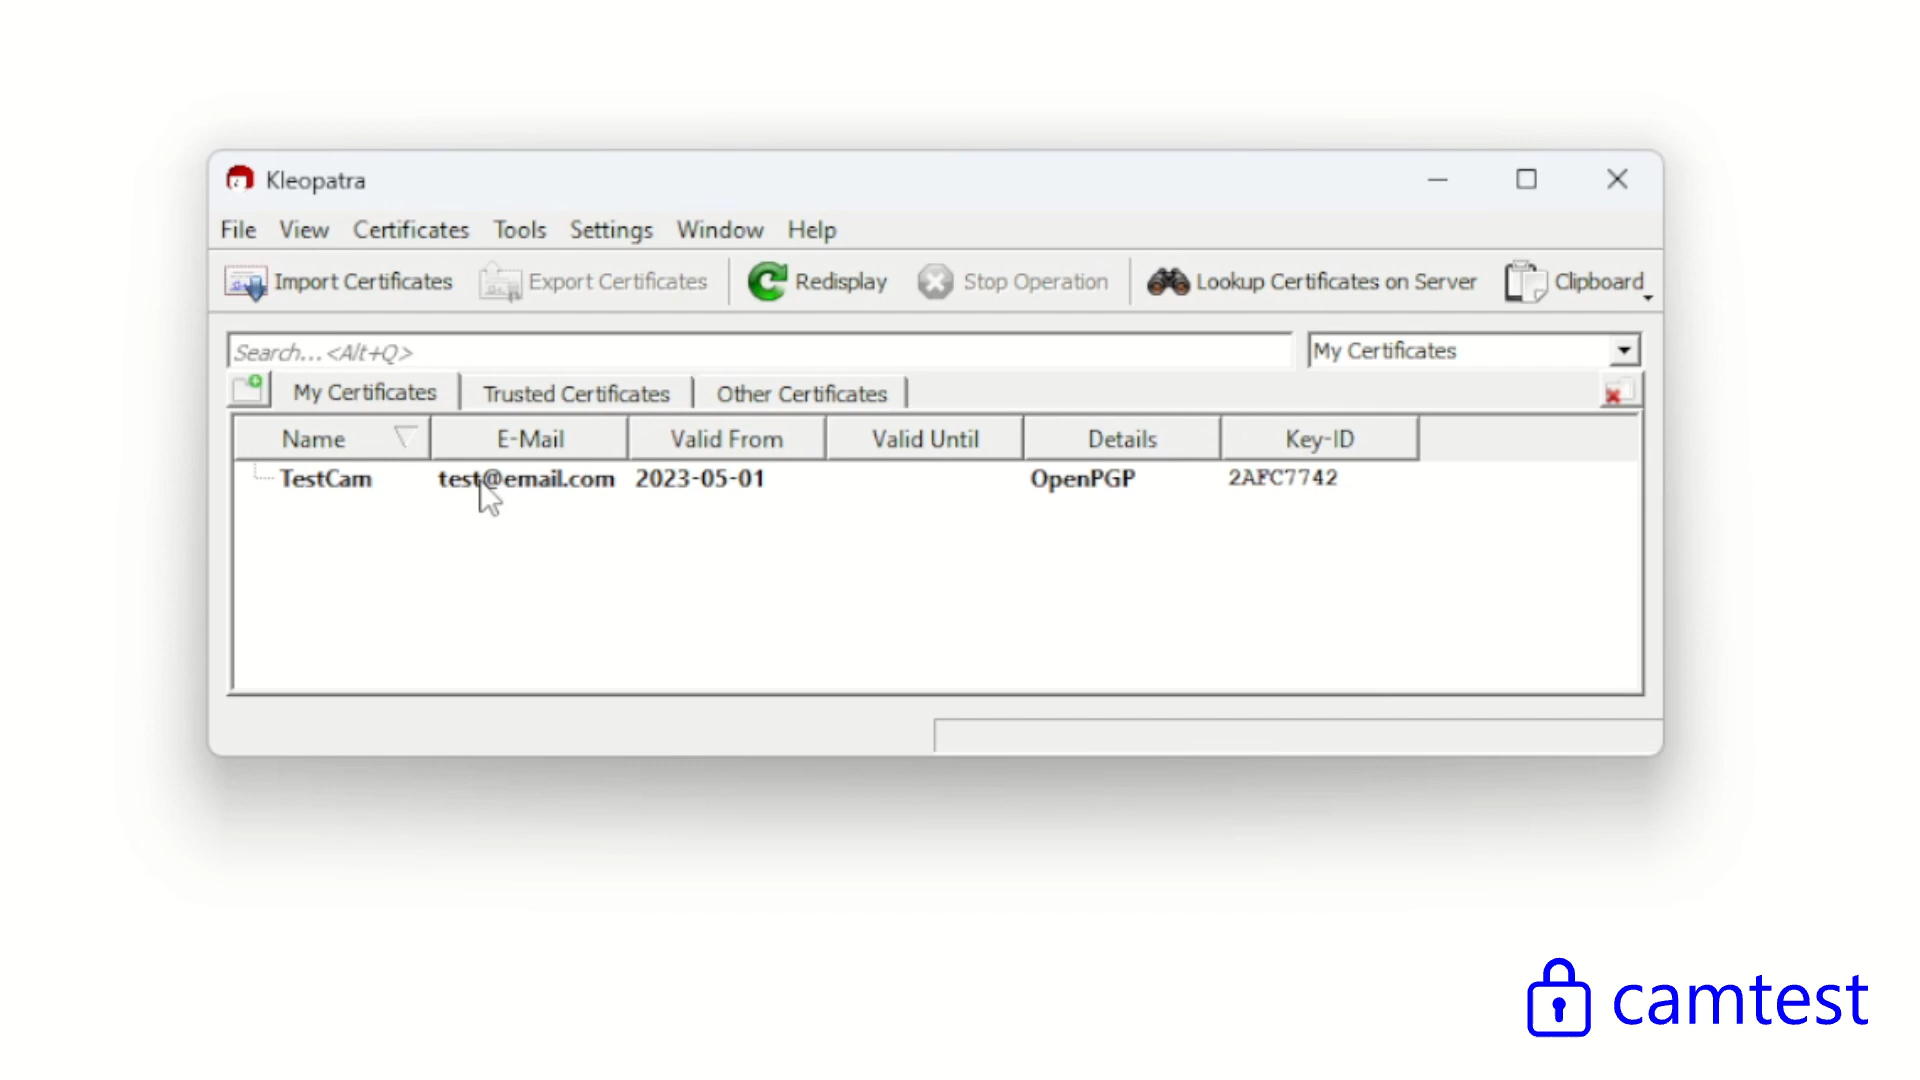 Kleopatra
File View Certificates Tools Settings Window Help
Import Certificates Export Certificates Redisplay Stop Operation Lookup Certificates on Server Clipboard
Search...<Alt+Q> My Certificates
My Certificates Trusted Certificates Other Certificates
Name E-Mail Valid From Valid Until Details Key-ID
TestCam test@email.com 2023-05-01 OpenPGP 2AFC7742
camtest